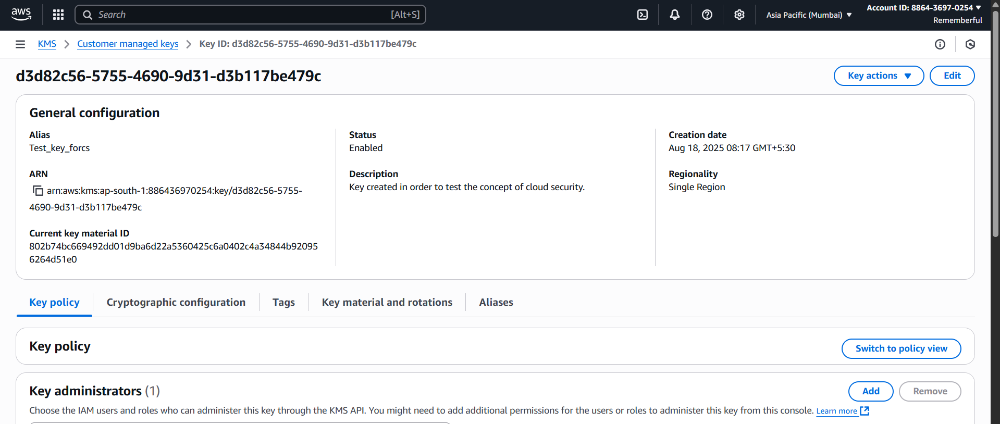 aws
Search [Alt+S]
Asia Pacific (Mumbai)
Account ID: 8864-3697-0254
Rememberful
KMS
Customer managed keys
Key ID: d3d82c56-5755-4690-9d31-d3b117be479c
d3d82c56-5755-4690-9d31-d3b117be479c
Key actions
Edit
General configuration
Alias
Test_key_forcs
ARN
arn:aws:kms:ap-south-1:886436970254:key/d3d82c56-5755-
4690-9d31-d3b117be479c
Current key material ID
802b74bc669492dd01d9ba6d22a5360425c6a0402c4a34844b92095
6264d51e0
Status
Enabled
Description
Key created in order to test the concept of cloud security.
Creation date
Aug 18, 2025 08:17 GMT+5:30
Regionality
Single Region
Key policy
Cryptographic configuration
Tags
Key material and rotations
Aliases
Key policy
Switch to policy view
Key administrators (1)
Add
Remove
Choose the IAM users and roles who can administer this key through the KMS API. You might need to add additional permissions for the users or roles to administer this key from this console. Learn more